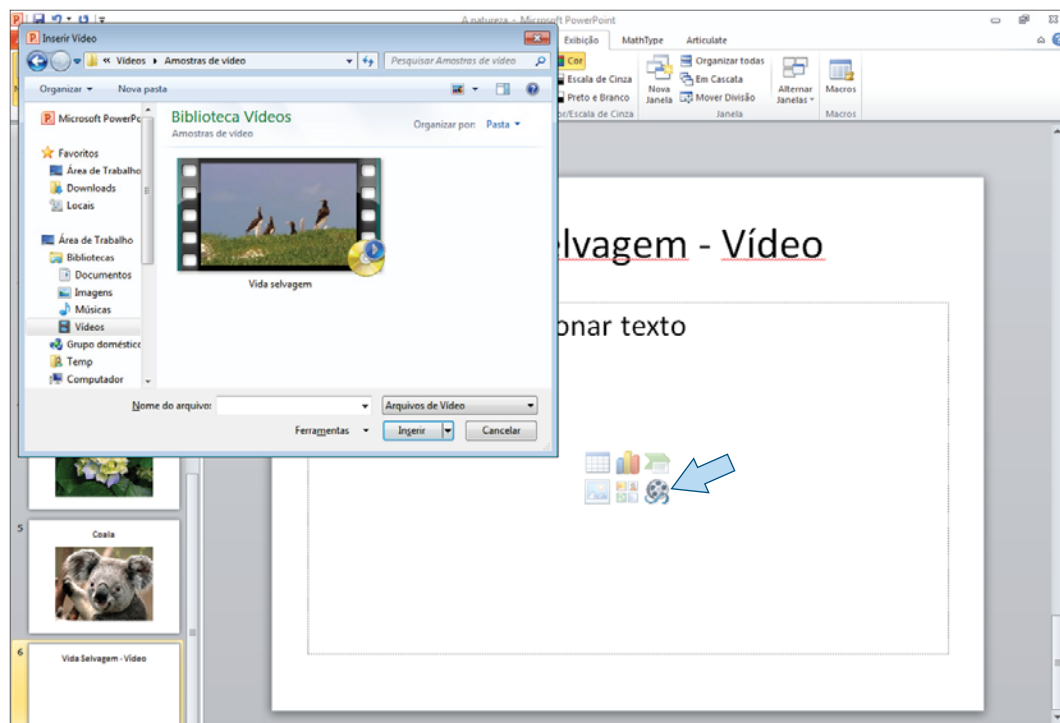 A natureza - Microsoft PowerPoint
Inserir Vídeo
Vídeos
Amostras de vídeo
Pesquisar Amostras de vídeo
Organizar
Nova pasta
Exibição
MathType
Articulate
Cor
Escala de Cinza
Preto e Branco
or/Escala de Cinza
Nova
Janela
Organizar todas
Em Cascata
Mover Divisão
Janela
Alternar
Janelas
Macros
Macros
Microsoft PowerPo
Favoritos
Área de Trabalho
Downloads
Locais
Área de Trabalho
Bibliotecas
Documentos
Imagens
Músicas
Vídeos
Grupo doméstico
Temp
Computador
Biblioteca Vídeos
Amostras de vídeo
Organizar por: Pasta
Vida selvagem
Nome do arquivo:
Arquivos de Vídeo
Ferramentas
Inserir
Cancelar
elvagem - Vídeo
onar texto
5
Coala
6
Vida Selvagem - Vídeo